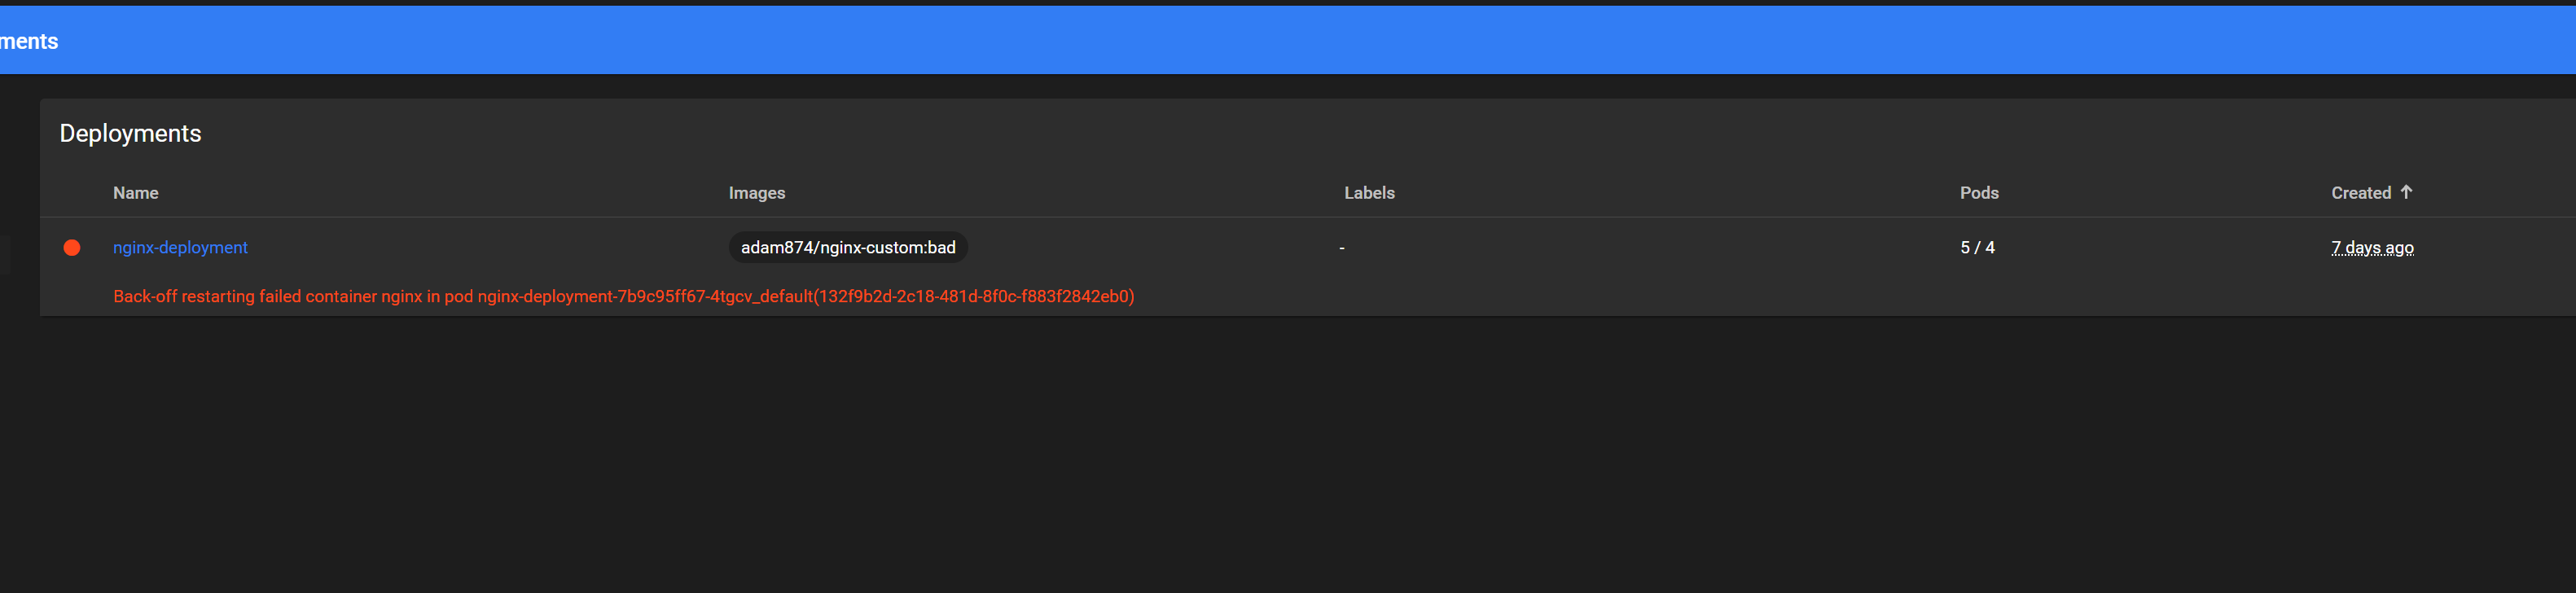 ments
Deployments
Name Images Labels Pods Created
nginx-deployment adam874/nginx-custom:bad - 5 / 4 7 days ago
Back-off restarting failed container nginx in pod nginx-deployment-7b9c95ff67-4tgcv_default(132f9b2d-2c18-481d-8f0c-f883f2842eb0)